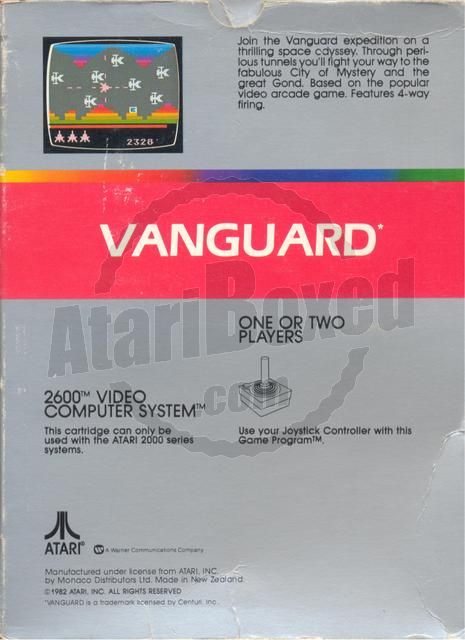 Join the Vanguard expedition on a
thrilling space cdyssey. Through peri-
lous tunnels you'll fight your way to the
fabulous City of Mystery and the
great Gond. Based on the popular
video arcade game. Features 4-way
firing.
2328
VANGUARD*
AtariBoxed
.com
ONE OR TWO
PLAYERS
2600™ VIDEO
COMPUTER SYSTEM™
This cartridge can only be
used with the ATARI 2000 series
systems.
Use your Joystick Controller with this
Game Program™.
ATARI®
A Warner Communications Company
Manufactured under license from ATARI, INC.
by Monaco Distributors Ltd. Made in New Zealand.
©1982 ATARI, INC. ALL RIGHTS RESERVED
*VANGUARD is a trademark licensed by Centuri, Inc.